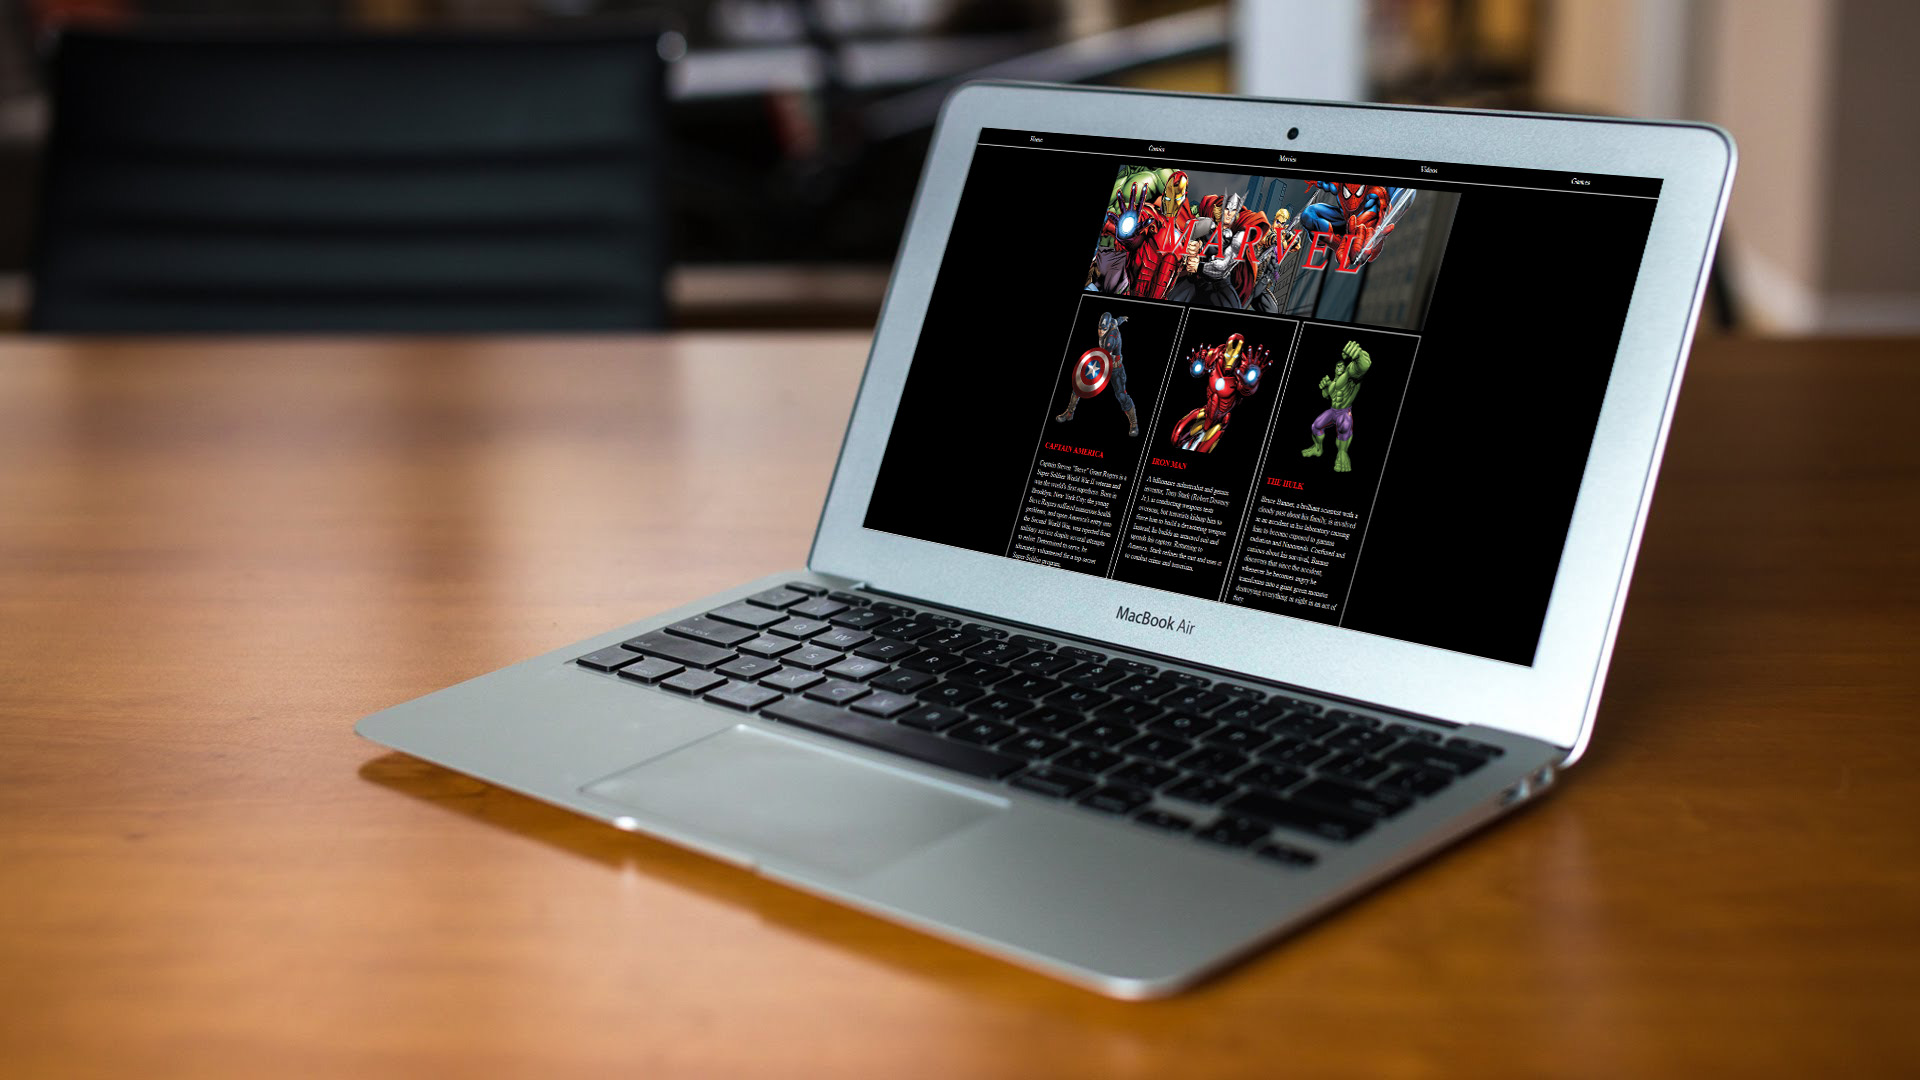 Home
Comics
Movies
Videos
Games
MARVEL
CAPTAIN AMERICA
Captain Steven "Steve" Grant Rogers is a
Super Soldier World War II veteran and
was the world's first superhero. Born in
Brooklyn, New York City, the young
Steve Rogers suffered numerous health
problems, and upon America's entry into
the Second World War, was rejected from
military service despite several attempts
to enlist. Determined to serve, he
ultimately volunteered for a top secret
Super-Soldier program,
IRON MAN
A billionaire industrialist and genius
inventor, Tony Stark (Robert Downey
Jr.), is conducting weapons tests
overseas, but terrorists kidnap him to
force him to build a devastating weapon.
Instead, he builds an armored suit and
upends his captors. Returning to
America, Stark refines the suit and uses it
to combat crime and terrorism.
THE HULK
Bruce Banner, a brilliant scientist with a
cloudy past about his family, is involved
in an accident in his laboratory causing
him to become exposed to gamma
radiation and Nanomeds. Confused and
curious about his survival, Banner
discovers that since the accident,
whenever he becomes angry he
transforms into a giant green monster
destroying everything in sight in an act of
fury.
MacBook Air